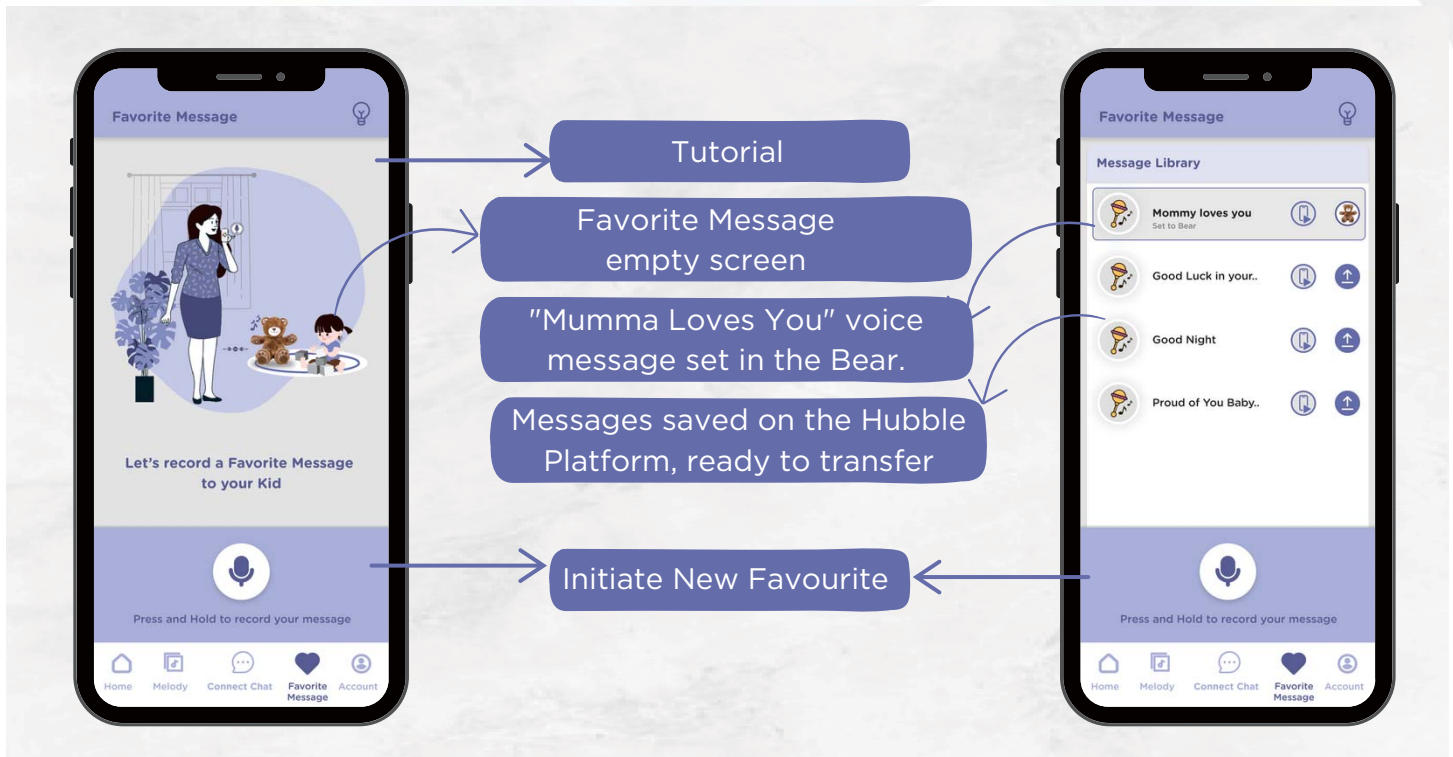 Favorite Message
Let's record a Favorite Message
to your Kid
Press and Hold to record your message
Home
Melody
Connect Chat
Favorite
Message
Account
Tutorial
Favorite Message
empty screen
"Mumma Loves You" voice
message set in the Bear.
Messages saved on the Hubble
Platform, ready to transfer
Initiate New Favourite
Favorite Message
Message Library
Mommy loves you
Set to Bear
Good Luck in your..
Good Night
Proud of You Baby..
Press and Hold to record your message
Home
Melody
Connect Chat
Favorite
Message
Account